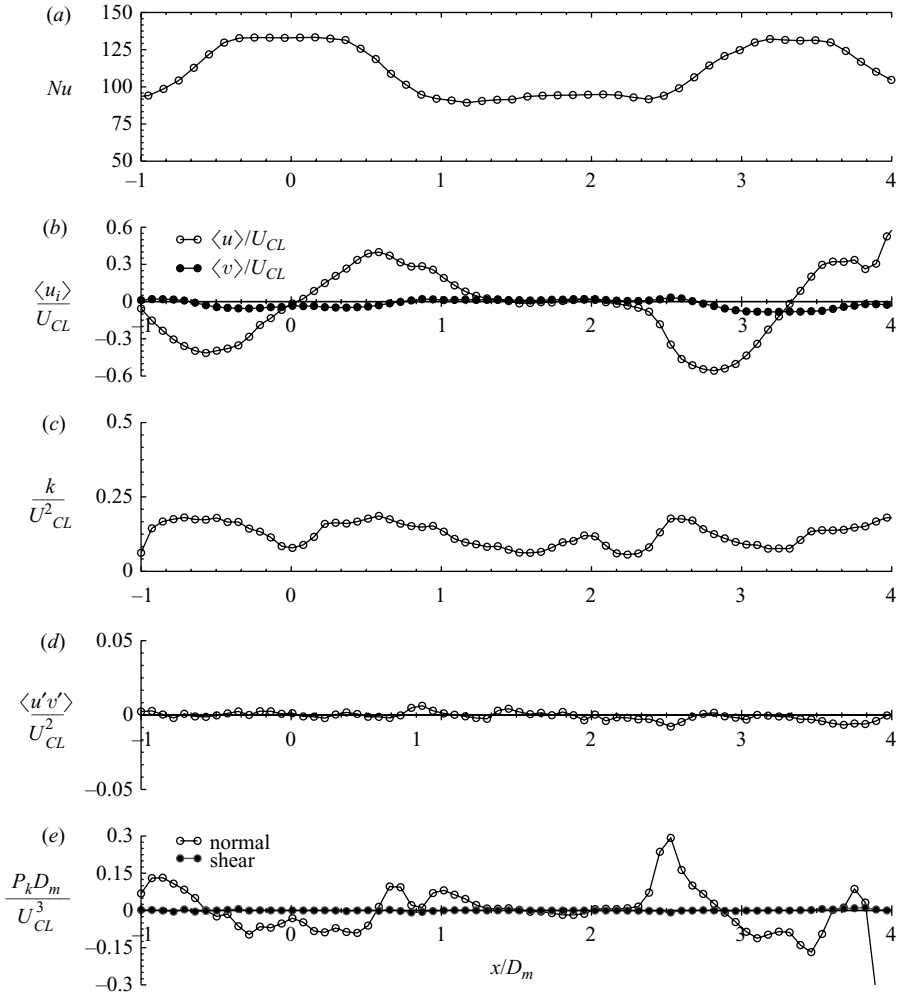 (a)
150
125
Nu 100
75
50
–1 0 1 2 3 4
(b)
0.6
⟨u⟩/U_CL
0.3
⟨v⟩/U_CL
⟨u_i⟩/U_CL
0
–1 0 1 2 3 4
–0.3
–0.6
(c)
0.5
k/U²_CL
0.25
0
–1 0 1 2 3 4
(d)
0.05
⟨u′v′⟩/U²_CL
0
–1 0 1 2 3 4
–0.05
(e)
0.3
normal
shear
0.15
P_k D_m/U³_CL
0
–1 0 1 2 3 4
–0.15
x/D_m
–0.3